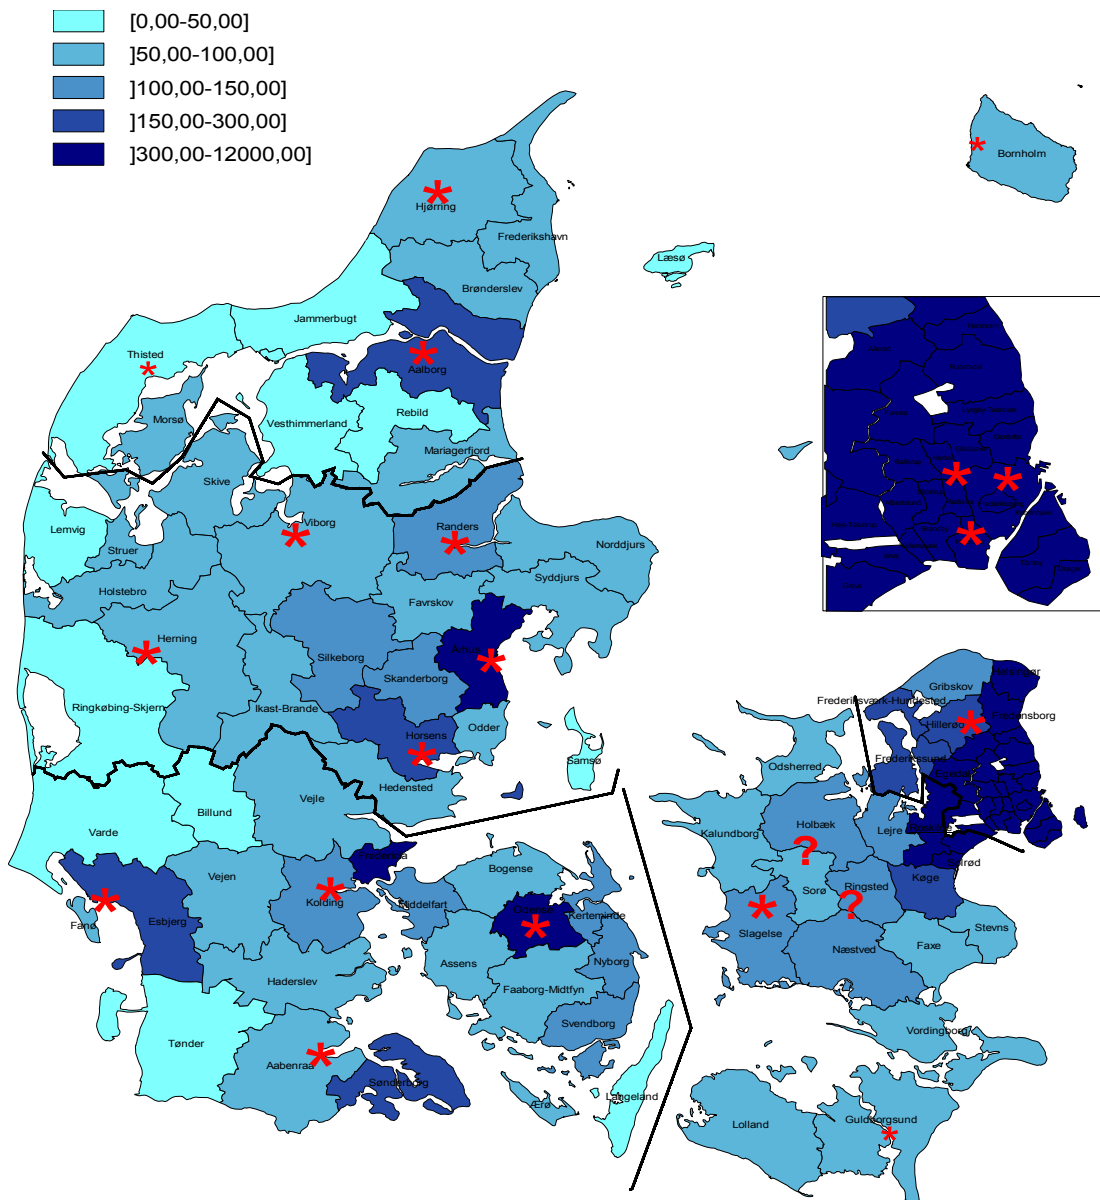 [0,00-50,00]
]50,00-100,00]
]100,00-150,00]
]150,00-300,00]
]300,00-12000,00]
Bornholm
Hjørring
Frederikshavn
Læsø
Brønderslev
Jammerbugt
Thisted
Aalborg
Rebild
Morsø
Vesthimmerland
Mariagerfjord
Skive
Lemvig
Viborg
Randers
Struer
Norddjurs
Syddjurs
Holstebro
Favrskov
Herning
Silkeborg
Århus
Skanderborg
Ringkøbing-Skjern
Ikast-Brande
Horsens
Odder
Samsø
Hedensted
Vejle
Billund
Varde
Fredericia
Vejen
Kolding
Bogense
Middelfart
Odense
Kerteminde
Esbjerg
Fanø
Assens
Nyborg
Haderslev
Faaborg-Midtfyn
Svendborg
Tønder
Aabenraa
Sønderborg
Ærø
Langeland
Helsingør
Gribskov
Frederiksværk-Hundested
Fredensborg
Hillerød
Frederikssund
Odsherred
Egedal
Holbæk
Kalundborg
Lejre
Roskilde
Solrød
Køge
? 
Sorø
Ringsted
?
Slagelse
Stevns
Næstved
Faxe
Vordingborg
Lolland
Guldborgsund